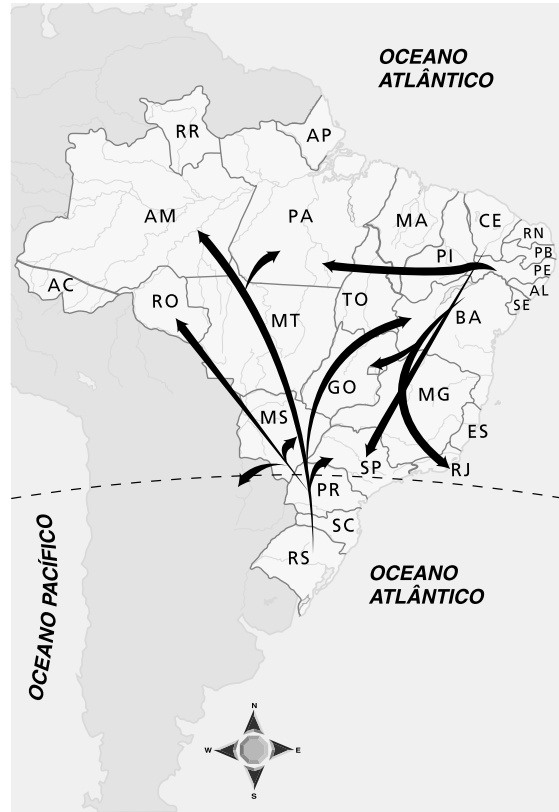 OCEANO
ATLÂNTICO
RR
AP
AM
PA
MA
CE
RN
PB
PI
PE
AL
SE
AC
RO
TO
BA
MT
GO
MG
MS
ES
SP
RJ
PR
SC
RS
OCEANO
ATLÂNTICO
OCEANO PACÍFICO
N
W
E
S